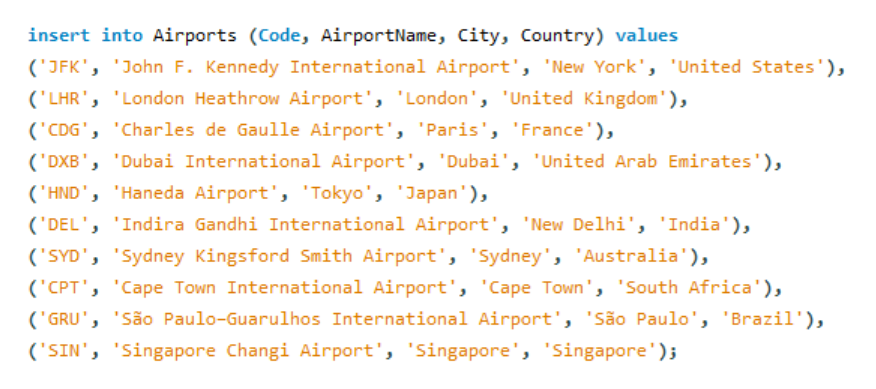 insert into Airports (Code, AirportName, City, Country) values
('JFK', 'John F. Kennedy International Airport', 'New York', 'United States'),
('LHR', 'London Heathrow Airport', 'London', 'United Kingdom'),
('CDG', 'Charles de Gaulle Airport', 'Paris', 'France'),
('DXB', 'Dubai International Airport', 'Dubai', 'United Arab Emirates'),
('HND', 'Haneda Airport', 'Tokyo', 'Japan'),
('DEL', 'Indira Gandhi International Airport', 'New Delhi', 'India'),
('SYD', 'Sydney Kingsford Smith Airport', 'Sydney', 'Australia'),
('CPT', 'Cape Town International Airport', 'Cape Town', 'South Africa'),
('GRU', 'São Paulo–Guarulhos International Airport', 'São Paulo', 'Brazil'),
('SIN', 'Singapore Changi Airport', 'Singapore', 'Singapore');